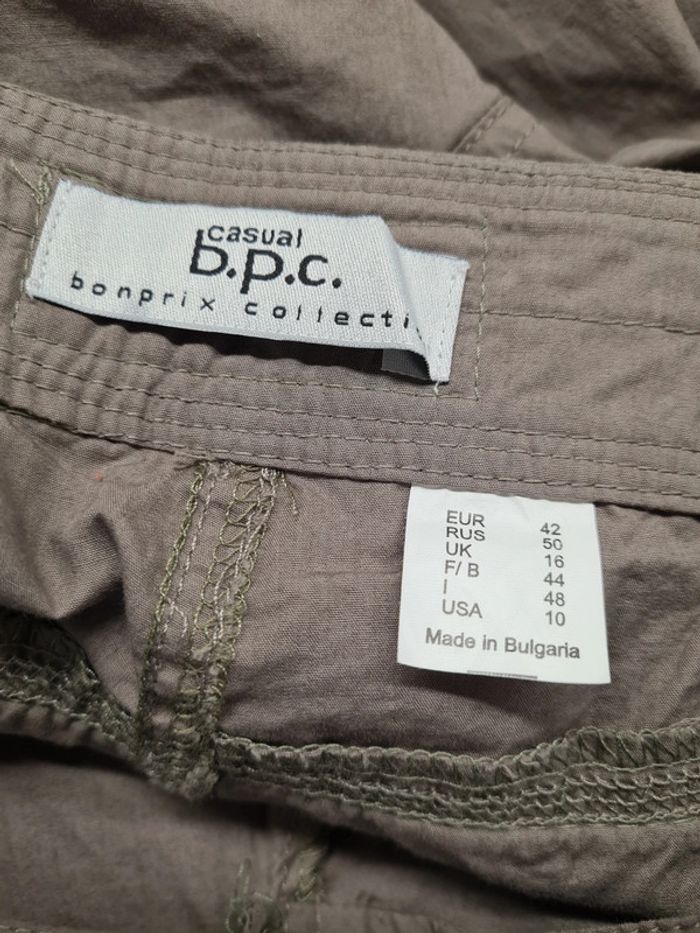 casual
b.p.c.
bonprix collecti
EUR 42
RUS 50
UK 16
F/ B 44
I 48
USA 10
Made in Bulgaria